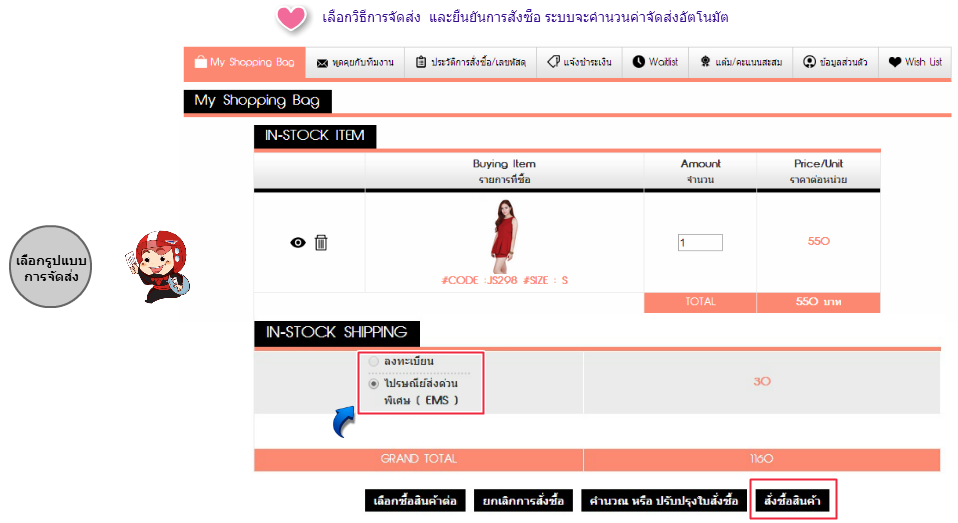 เลือกวิธีการจัดส่ง และยืนยันการสั่งซื้อ ระบบจะคำนวนค่าจัดส่งอัตโนมัต
My Shopping Bag พูดคุยกับทีมงาน ประวัติการสั่งซื้อ/เลขพัสดุ แจ้งชำระเงิน Waitlist แต้ม/คะแนนสะสม ข้อมูลส่วนตัว Wish List
My Shopping Bag
IN-STOCK ITEM
Buying Item Amount Price/Unit
รายการที่ซื้อ จำนวน ราคาต่อหน่วย
1 550
#CODE :JS298 #SIZE : S
TOTAL 550 บาท
เลือกรูปแบบ
การจัดส่ง
IN-STOCK SHIPPING
ลงทะเบียน
ไปรษณีย์ส่งด่วน
พิเศษ ( EMS )
30
GRAND TOTAL 1160
เลือกซื้อสินค้าต่อ ยกเลิกการสั่งซื้อ คำนวณ หรือ ปรับปรุงใบสั่งซื้อ สั่งซื้อสินค้า